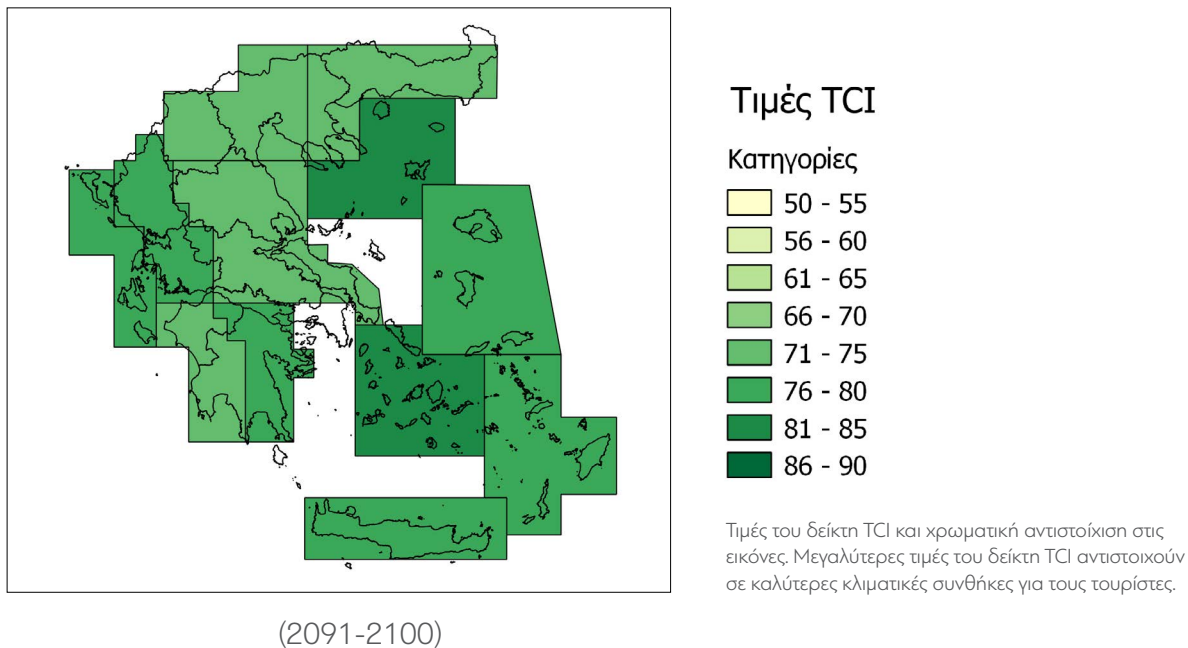 Τιμές TCI
Κατηγορίες
50 - 55
56 - 60
61 - 65
66 - 70
71 - 75
76 - 80
81 - 85
86 - 90
Τιμές του δείκτη TCI και χρωματική αντιστοίχιση στις
εικόνες. Μεγαλύτερες τιμές του δείκτη TCI αντιστοιχούν
σε καλύτερες κλιματικές συνθήκες για τους τουρίστες.
(2091-2100)